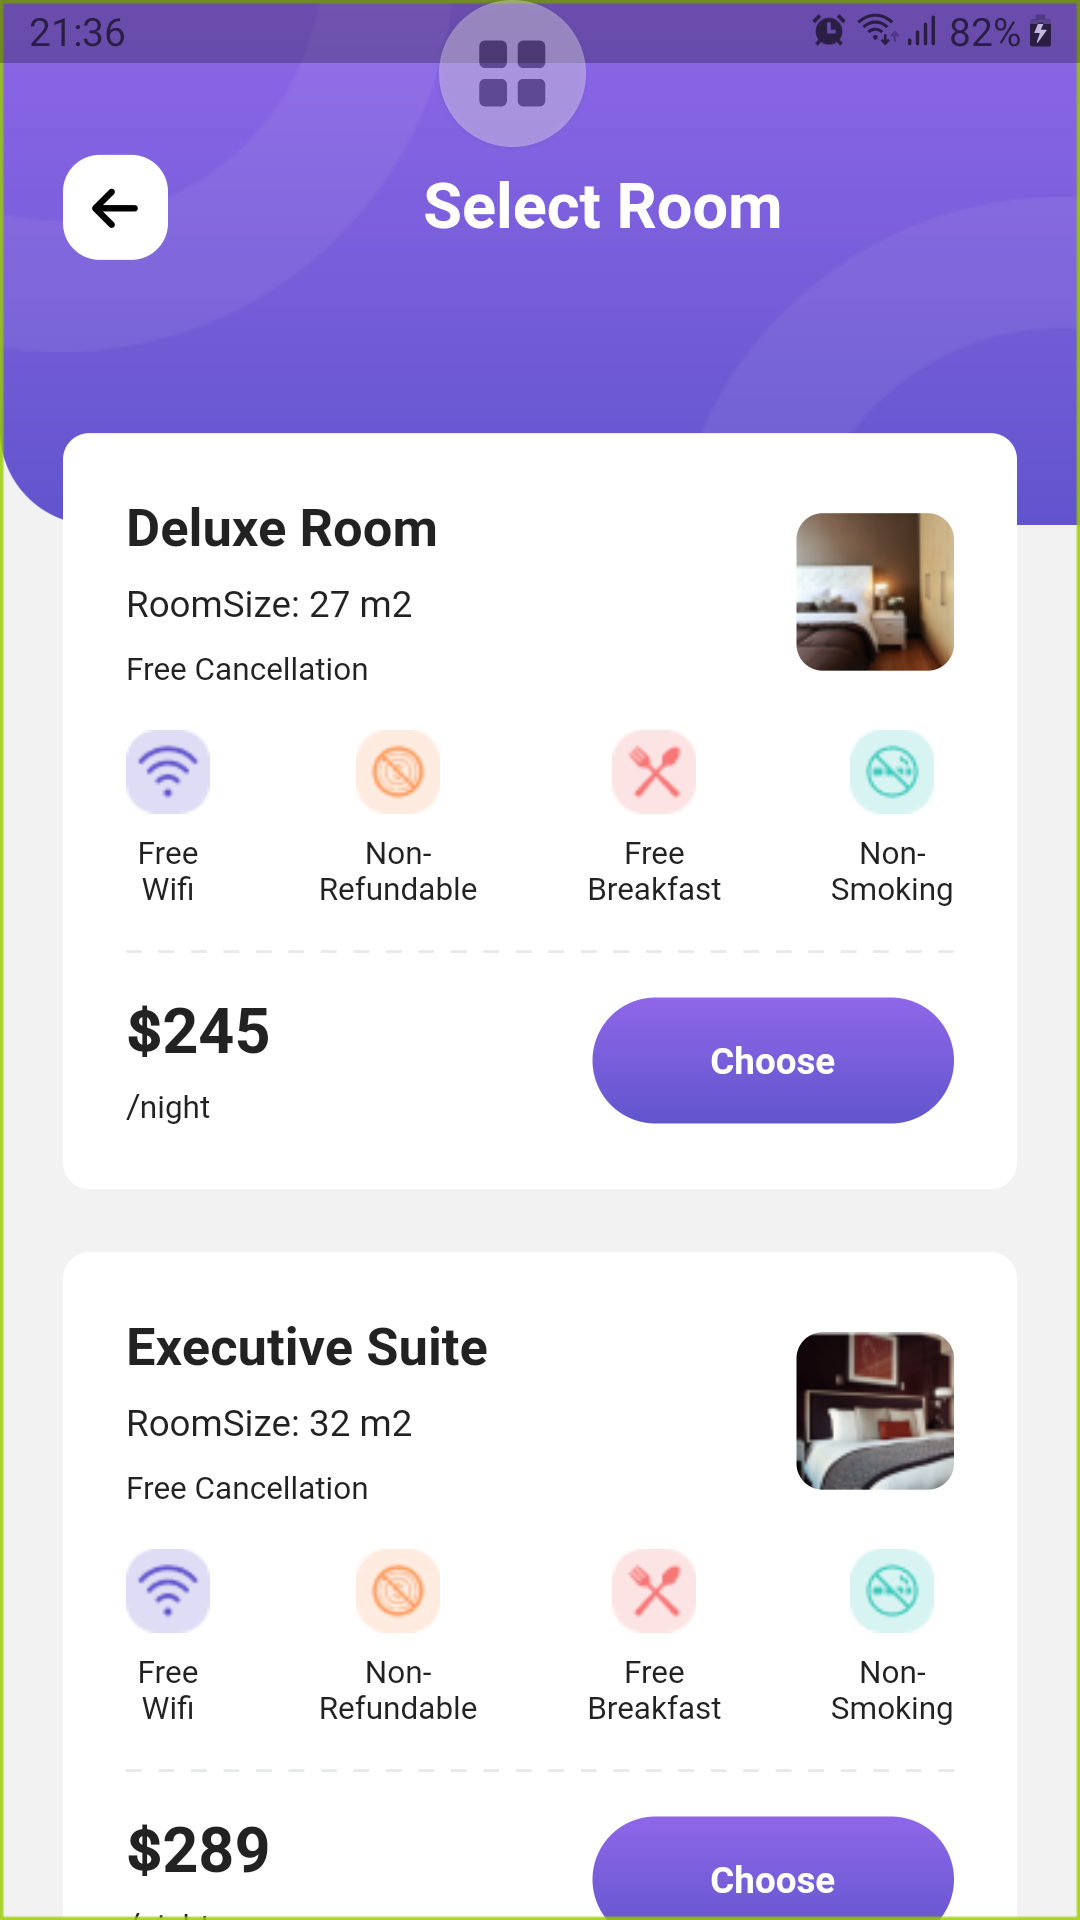 21:36
82%
Select Room
Deluxe Room
RoomSize: 27 m2
Free Cancellation
Free
Wifi
Non-
Refundable
Free
Breakfast
Non-
Smoking
$245
/night
Choose
Executive Suite
RoomSize: 32 m2
Free Cancellation
Free
Wifi
Non-
Refundable
Free
Breakfast
Non-
Smoking
$289
Choose